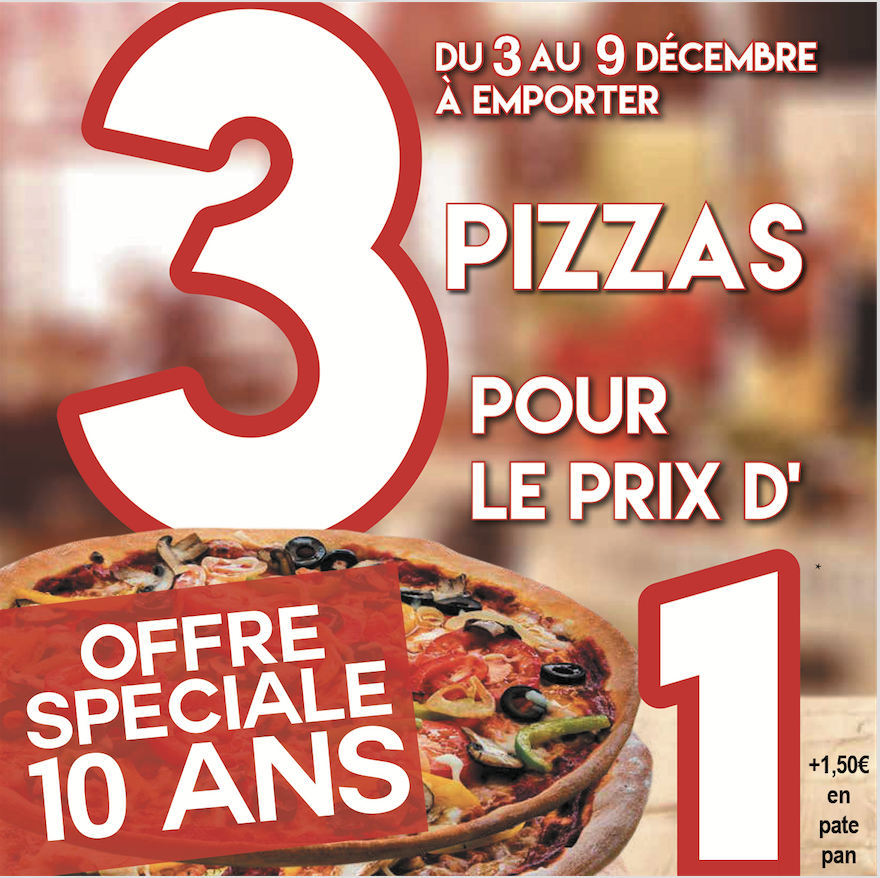 3
DU 3 AU 9 DÉCEMBRE
À EMPORTER
PIZZAS
POUR
LE PRIX D'
1*
OFFRE
SPECIALE
10 ANS
+1,50€
en
pate
pan